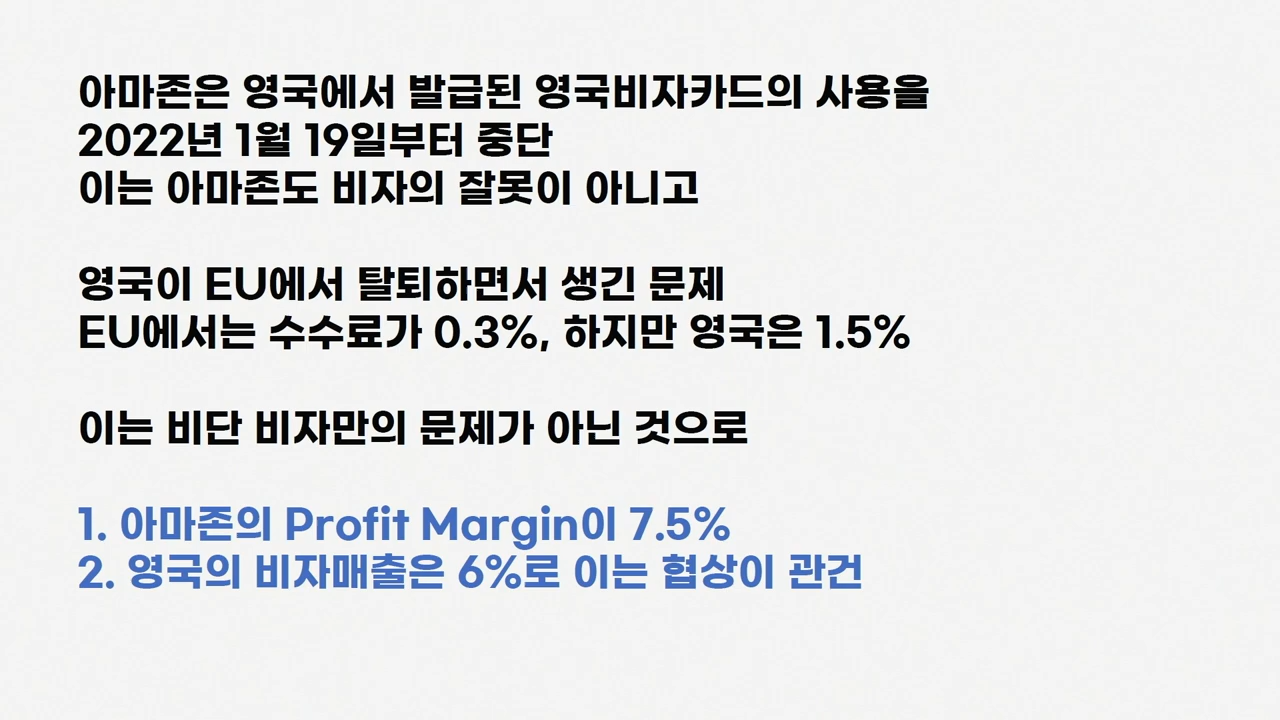 아마존은 영국에서 발급된 영국비자카드의 사용을
2022년 1월 19일부터 중단
이는 아마존도 비자의 잘못이 아니고
영국이 EU에서 탈퇴하면서 생긴 문제
EU에서는 수수료가 0.3%, 하지만 영국은 1.5%
이는 비단 비자만의 문제가 아닌 것으로
1. 아마존의 Profit Margin이 7.5%
2. 영국의 비자매출은 6%로 이는 협상이 관건